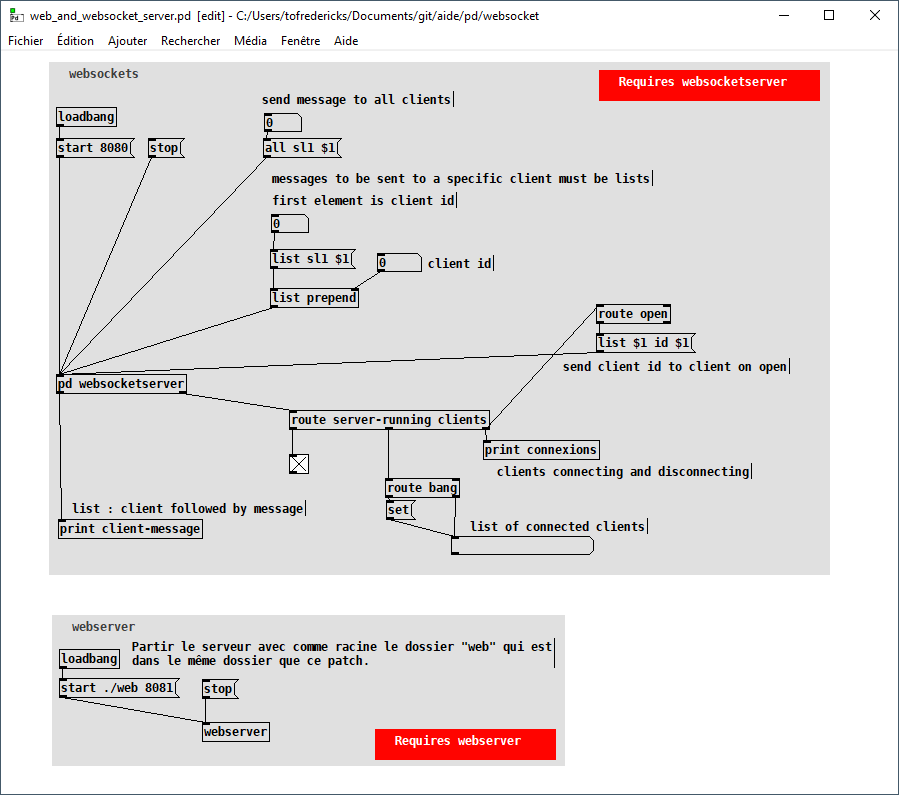 web_and_websocket_server.pd [edit] - C:/Users/tofredericks/Documents/git/aide/pd/websocket
Fichier Édition Ajouter Rechercher Média Fenêtre Aide
websockets
Requires websocketserver
send message to all clients
loadbang
0
start 8080
stop
all sl1 $1
messages to be sent to a specific client must be lists
first element is client id
0
list sl1 $1
0
client id
list prepend
route open
list $1 id $1
send client id to client on open
pd websocketserver
route server-running clients
print connexions
clients connecting and disconnecting
route bang
list : client followed by message
set
print client-message
list of connected clients
webserver
Partir le serveur avec comme racine le dossier "web" qui est
dans le même dossier que ce patch.
loadbang
start ./web 8081
stop
webserver
Requires webserver